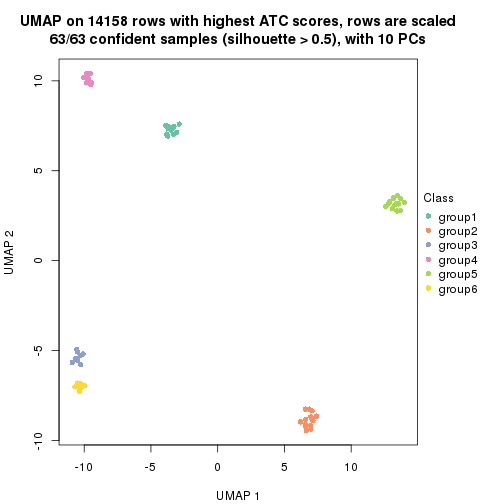 UMAP on 14158 rows with highest ATC scores, rows are scaled
63/63 confident samples (silhouette > 0.5), with 10 PCs
10
5
0
-5
-10
UMAP 2
-10
-5
0
5
10
UMAP 1
Class
group1
group2
group3
group4
group5
group6